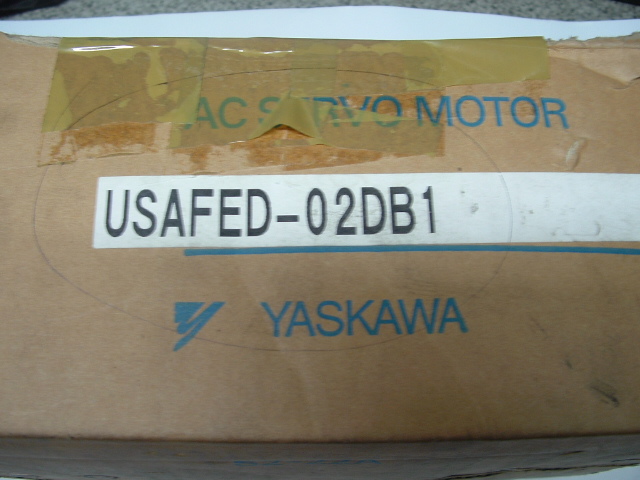 AC SERVO MOTOR
USAFED-02DB1
YASKAWA